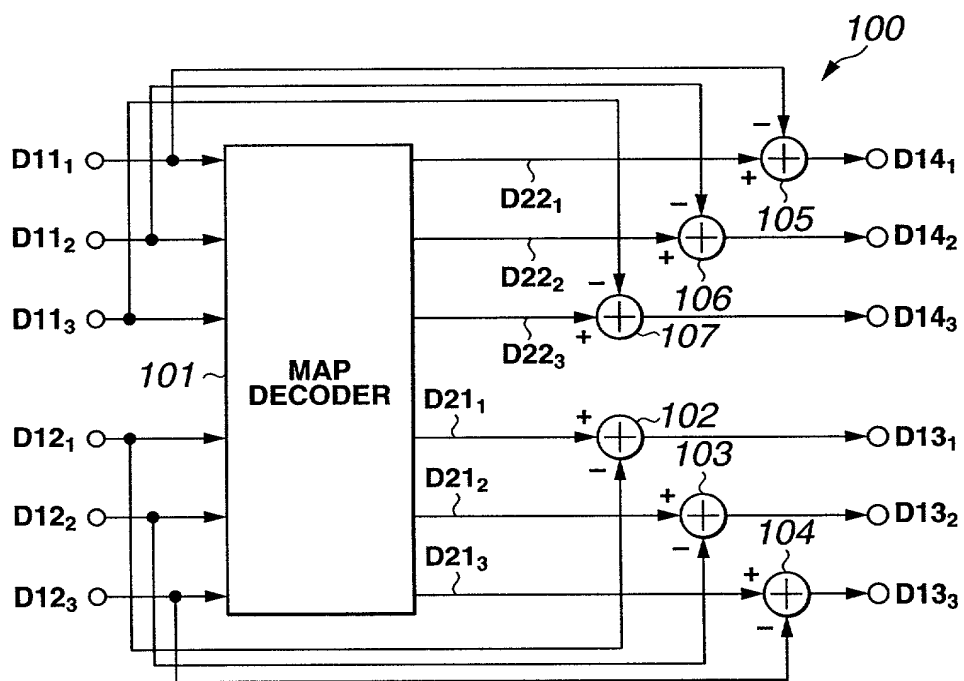 100
D11₁
D22₁
105
D14₁
D11₂
D22₂
106
D14₂
D11₃
D22₃
107
D14₃
101
MAP
DECODER
D12₁
D21₁
102
D13₁
D12₂
D21₂
103
D13₂
D12₃
D21₃
104
D13₃